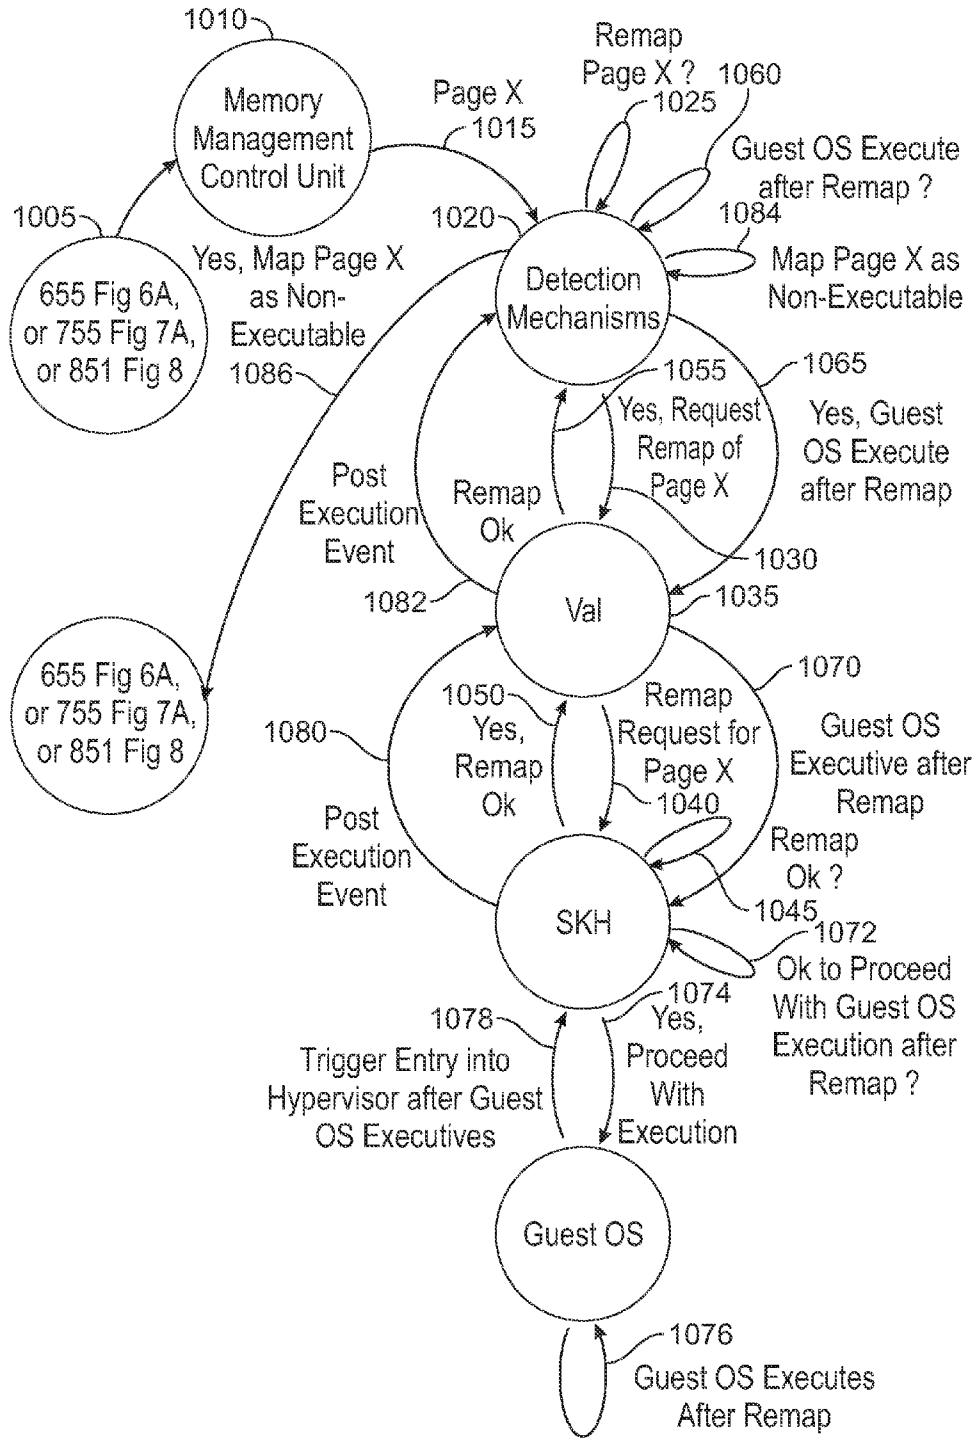 1010
Memory
Management
Control Unit
Page X
1015
Remap
Page X ?
1025
1060
Guest OS Execute
after Remap ?
1084
Map Page X as
Non-Executable
1005
655 Fig 6A,
or 755 Fig 7A,
or 851 Fig 8
1020
Detection
Mechanisms
Yes, Map Page X
as Non-
Executable
1086
1055
Yes, Request
Remap of
Page X
1065
Yes, Guest
OS Execute
after Remap
Post
Execution
Event
Remap
Ok
1030
1082
Val
1035
655 Fig 6A,
or 755 Fig 7A,
or 851 Fig 8
1050
Yes,
Remap
Ok
Remap
Request for
Page X
1040
1070
Guest OS
Executive after
Remap
1080
Post
Execution
Event
Remap
Ok ?
1045
SKH
1072
Ok to Proceed
With Guest OS
Execution after
Remap ?
1078
Trigger Entry into
Hypervisor after Guest
OS Executives
1074
Yes,
Proceed
With
Execution
Guest OS
1076
Guest OS Executes
After Remap